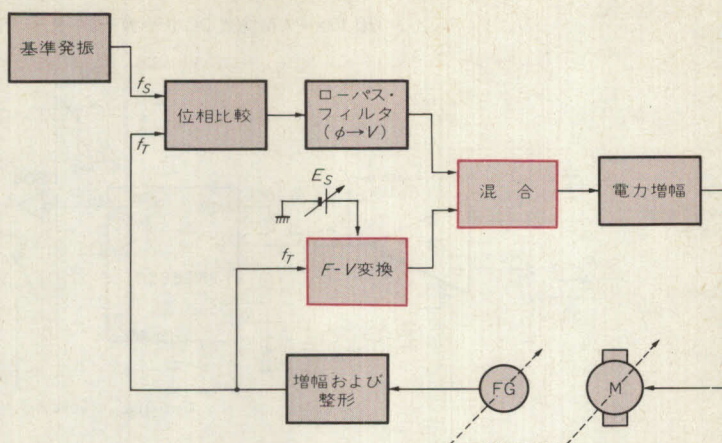 基準発振
fS
fT
位相比較
ローパス・
フィルタ
(φ→V)
ES
混 合
電力増幅
fT
F-V変換
増幅および
整形
FG
M